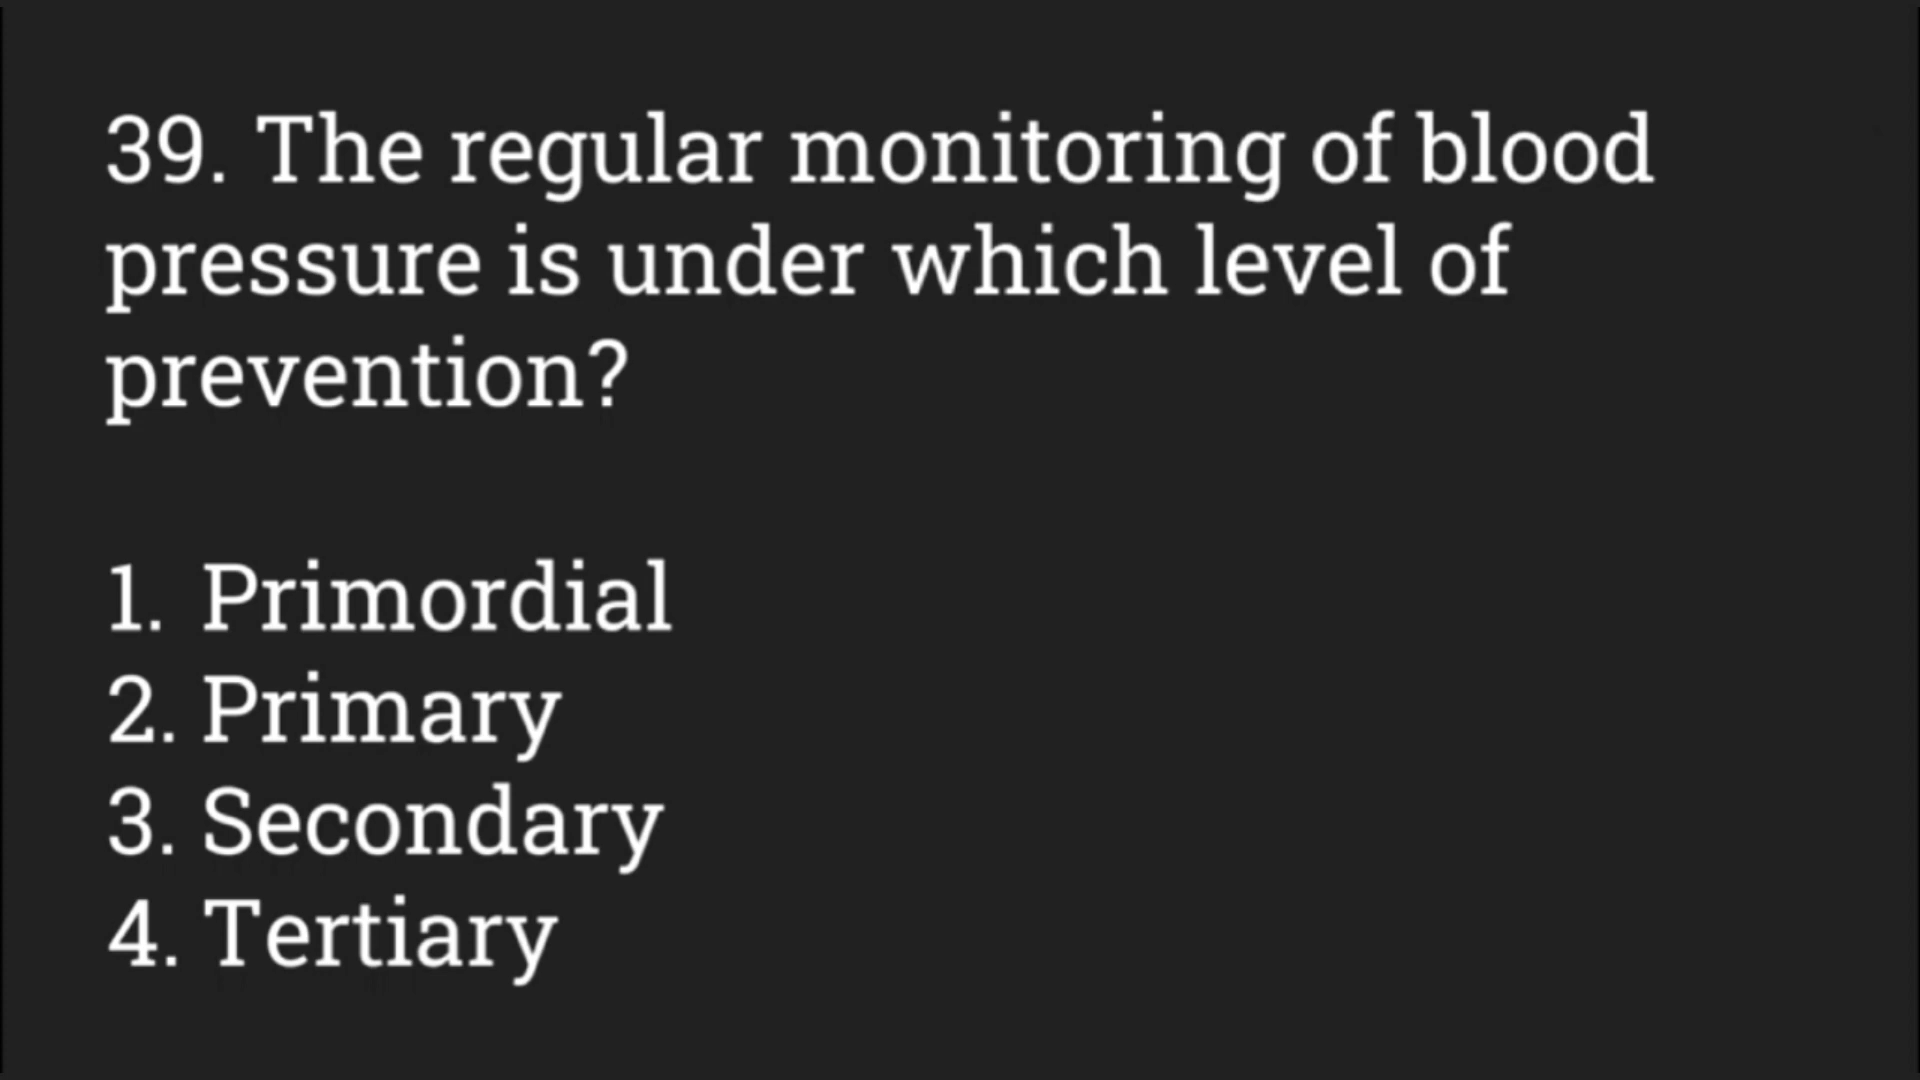 39. The regular monitoring of blood
pressure is under which level of
prevention?
1. Primordial
2. Primary
3. Secondary
4. Tertiary